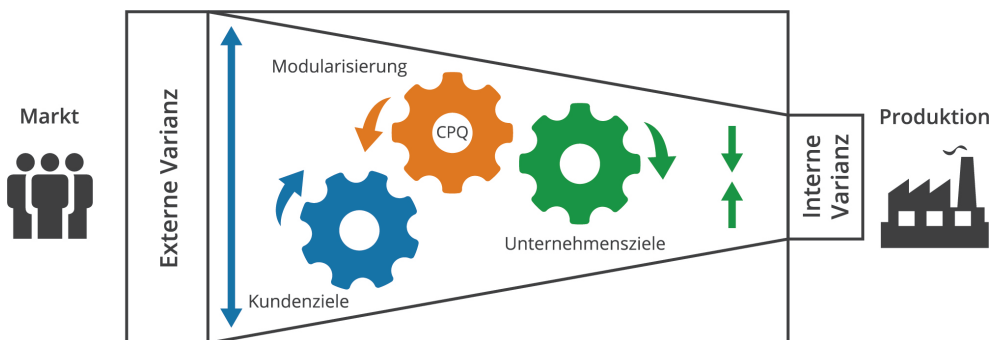 Markt
Externe Varianz
Modularisierung
CPQ
Kundenziele
Unternehmensziele
Interne
Varianz
Produktion